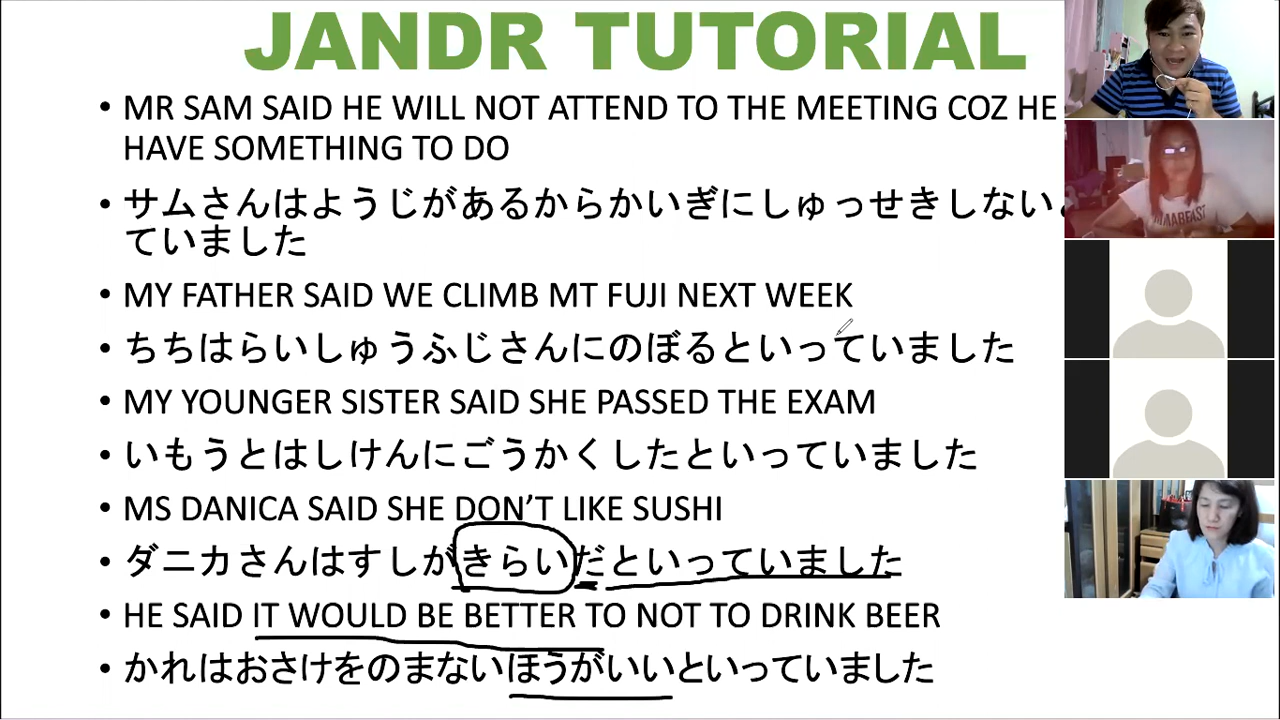 JANDR TUTORIAL
• MR SAM SAID HE WILL NOT ATTEND TO THE MEETING COZ HE
HAVE SOMETHING TO DO
• サムさんはようじがあるからかいぎにしゅっせきしない
ていました
• MY FATHER SAID WE CLIMB MT FUJI NEXT WEEK
• ちちはらいしゅうふじさんにのぼるといっていました
• MY YOUNGER SISTER SAID SHE PASSED THE EXAM
• いもうとはしけんにごうかくしたといっていました
• MS DANICA SAID SHE DON'T LIKE SUSHI
• ダニカさんはすしがきらいだといっていました
• HE SAID IT WOULD BE BETTER TO NOT TO DRINK BEER
• かれはおさけをのまないほうがいいといっていました